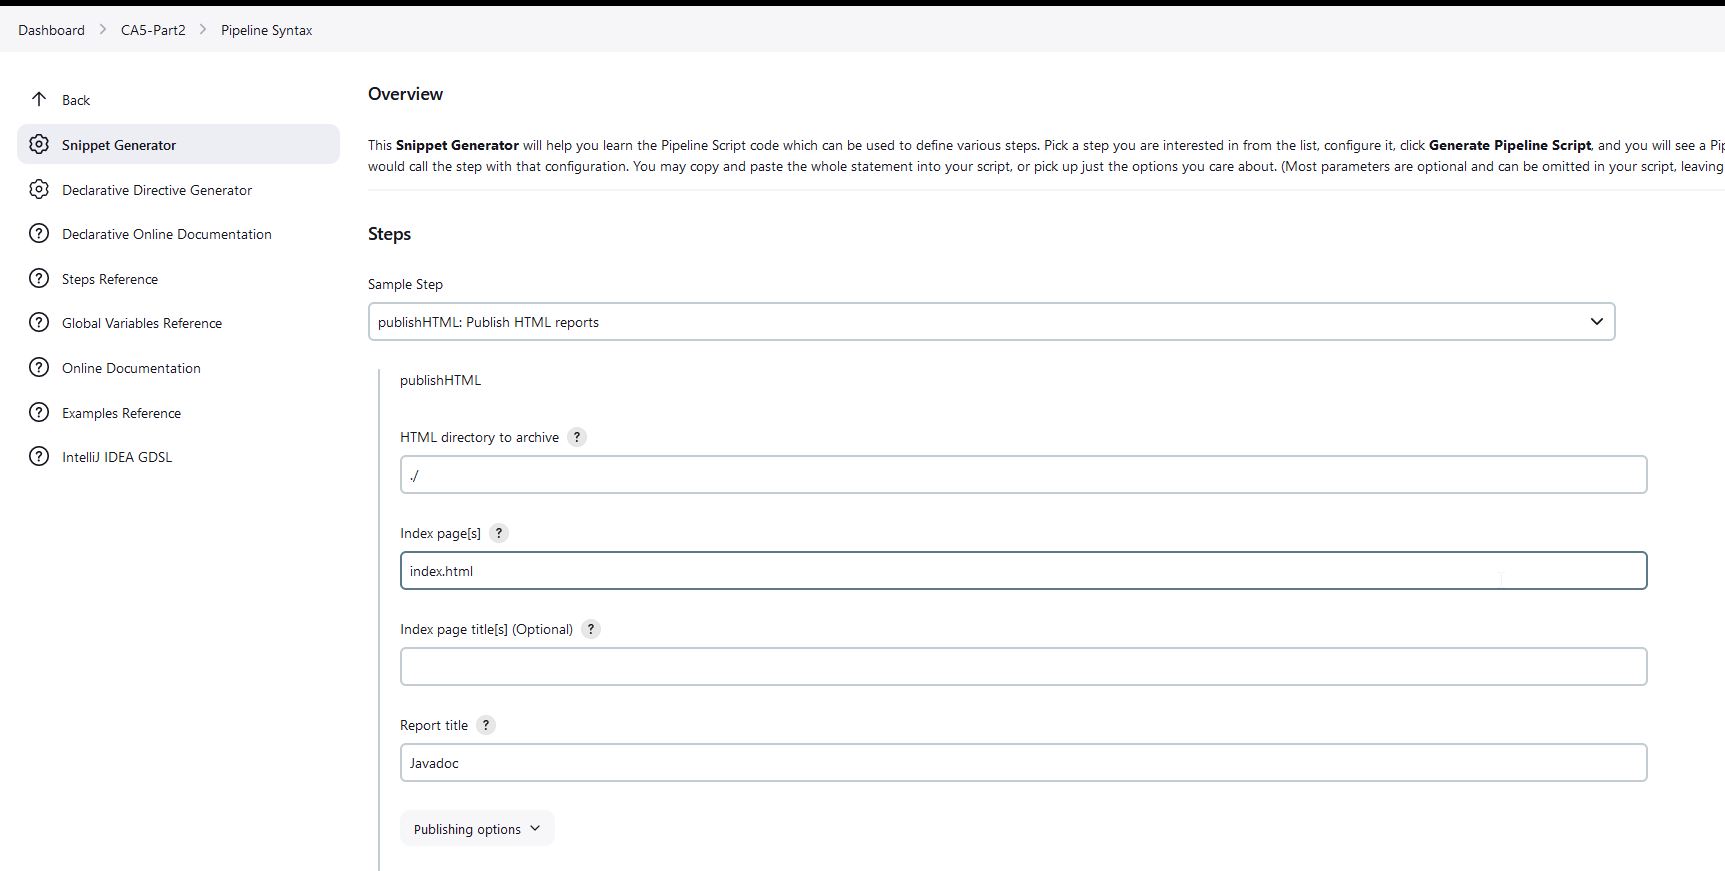 Dashboard > CA5-Part2 > Pipeline Syntax
Back
Snippet Generator
Declarative Directive Generator
Declarative Online Documentation
Steps Reference
Global Variables Reference
Online Documentation
Examples Reference
IntelliJ IDEA GDSL
Overview
This Snippet Generator will help you learn the Pipeline Script code which can be used to define various steps. Pick a step you are interested in from the list, configure it, click Generate Pipeline Script, and you will see a Pip
would call the step with that configuration. You may copy and paste the whole statement into your script, or pick up just the options you care about. (Most parameters are optional and can be omitted in your script, leaving
Steps
Sample Step
publishHTML: Publish HTML reports
publishHTML
HTML directory to archive ?
./
Index page[s] ?
index.html
Index page title[s] (Optional) ?
Report title ?
Javadoc
Publishing options